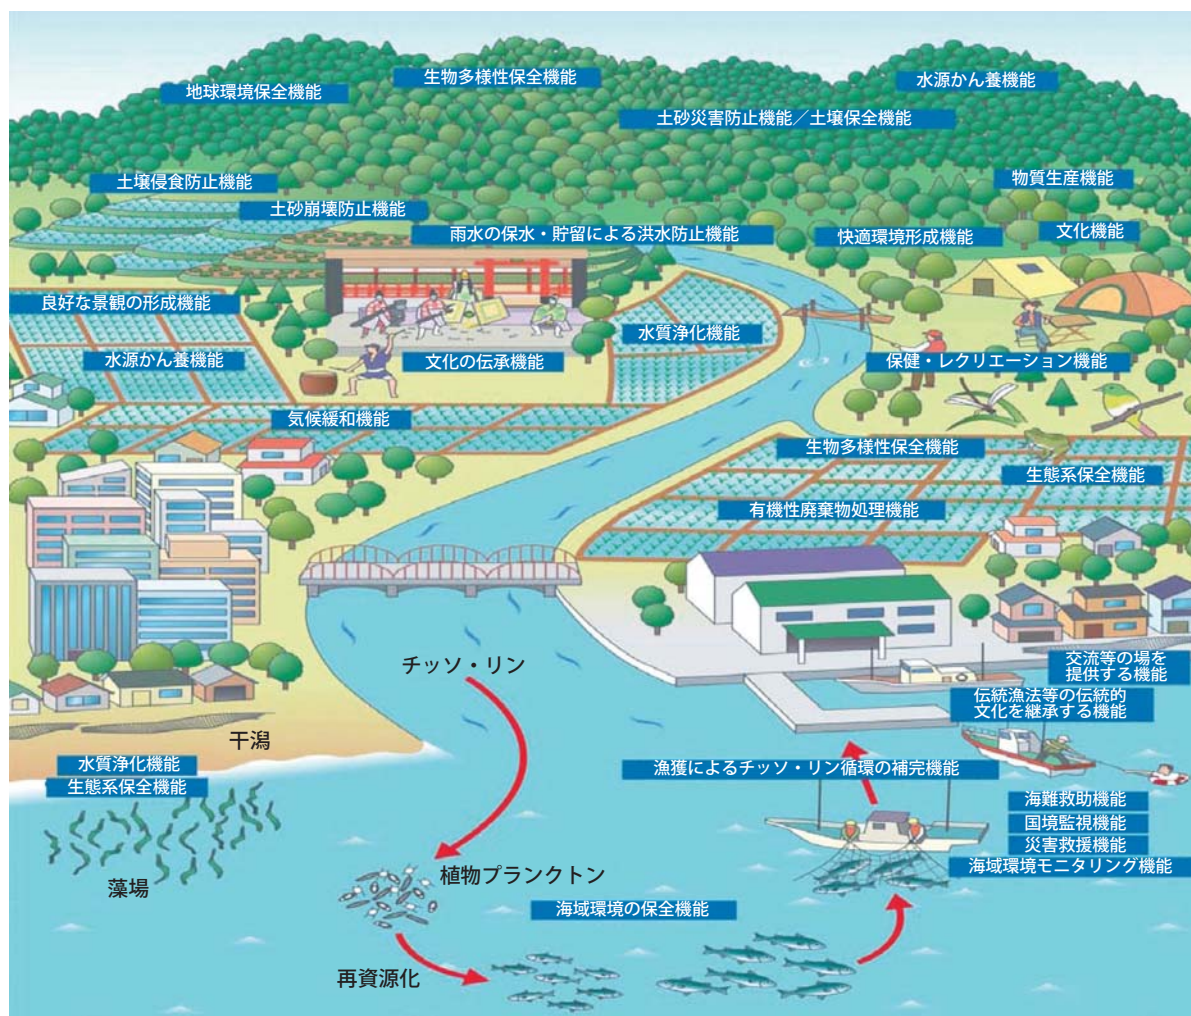 生物多様性保全機能
水源かん養機能
地球環境保全機能
土砂災害防止機能／土壌保全機能
土壌侵食防止機能
物質生産機能
土砂崩壊防止機能
雨水の保水・貯留による洪水防止機能
快適環境形成機能
文化機能
良好な景観の形成機能
水質浄化機能
水源かん養機能
文化の伝承機能
保健・レクリエーション機能
気候緩和機能
生物多様性保全機能
生態系保全機能
有機性廃棄物処理機能
チッソ・リン
交流等の場を
提供する機能
伝統漁法等の伝統的
文化を継承する機能
干潟
水質浄化機能
生態系保全機能
漁獲によるチッソ・リン循環の補完機能
海難救助機能
国境監視機能
災害救援機能
海域環境モニタリング機能
藻場
植物プランクトン
海域環境の保全機能
再資源化